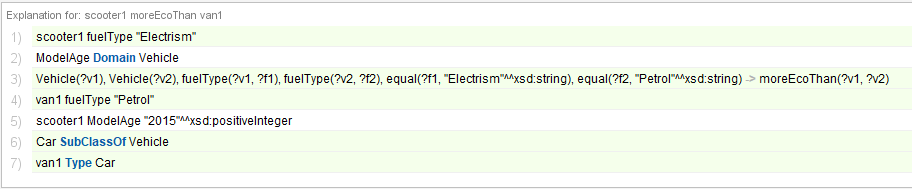 Explanation for: scooter1 moreEcoThan van1
1) scooter1 fuelType "Electrism"
2) ModelAge Domain Vehicle
3) Vehicle(?v1), Vehicle(?v2), fuelType(?v1, ?f1), fuelType(?v2, ?f2), equal(?f1, "Electrism"^^xsd:string), equal(?f2, "Petrol"^^xsd:string) -> moreEcoThan(?v1, ?v2)
4) van1 fuelType "Petrol"
5) scooter1 ModelAge "2015"^^xsd:positiveInteger
6) Car SubClassOf Vehicle
7) van1 Type Car